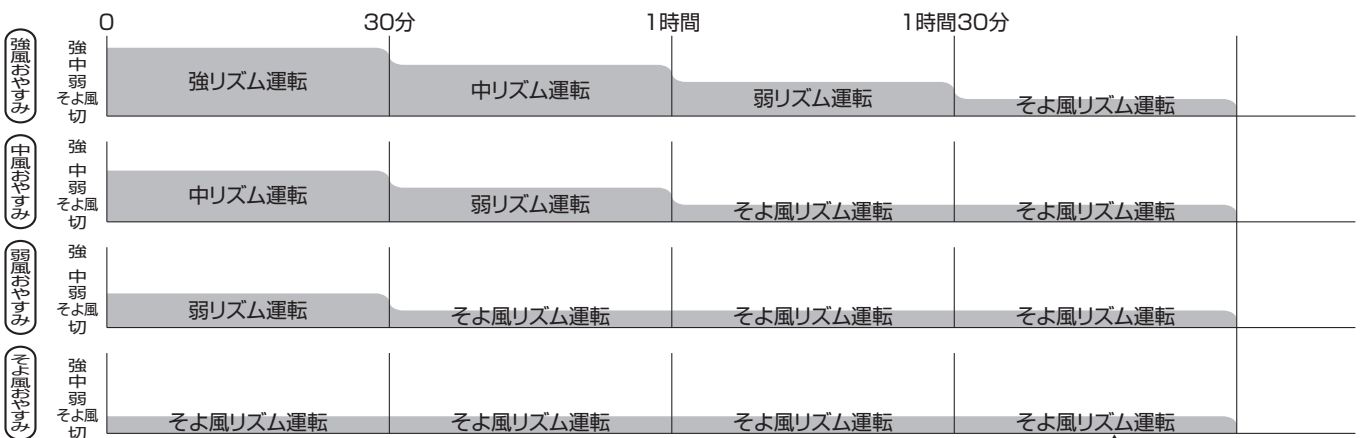 0 30分 1時間 1時間30分
強風おやすみ
強
中
弱
そよ風
切
強リズム運転 中リズム運転 弱リズム運転 そよ風リズム運転
中風おやすみ
強
中
弱
そよ風
切
中リズム運転 弱リズム運転 そよ風リズム運転 そよ風リズム運転
弱風おやすみ
強
中
弱
そよ風
切
弱リズム運転 そよ風リズム運転 そよ風リズム運転 そよ風リズム運転
そよ風おやすみ
強
中
弱
そよ風
切
そよ風リズム運転 そよ風リズム運転 そよ風リズム運転 そよ風リズム運転